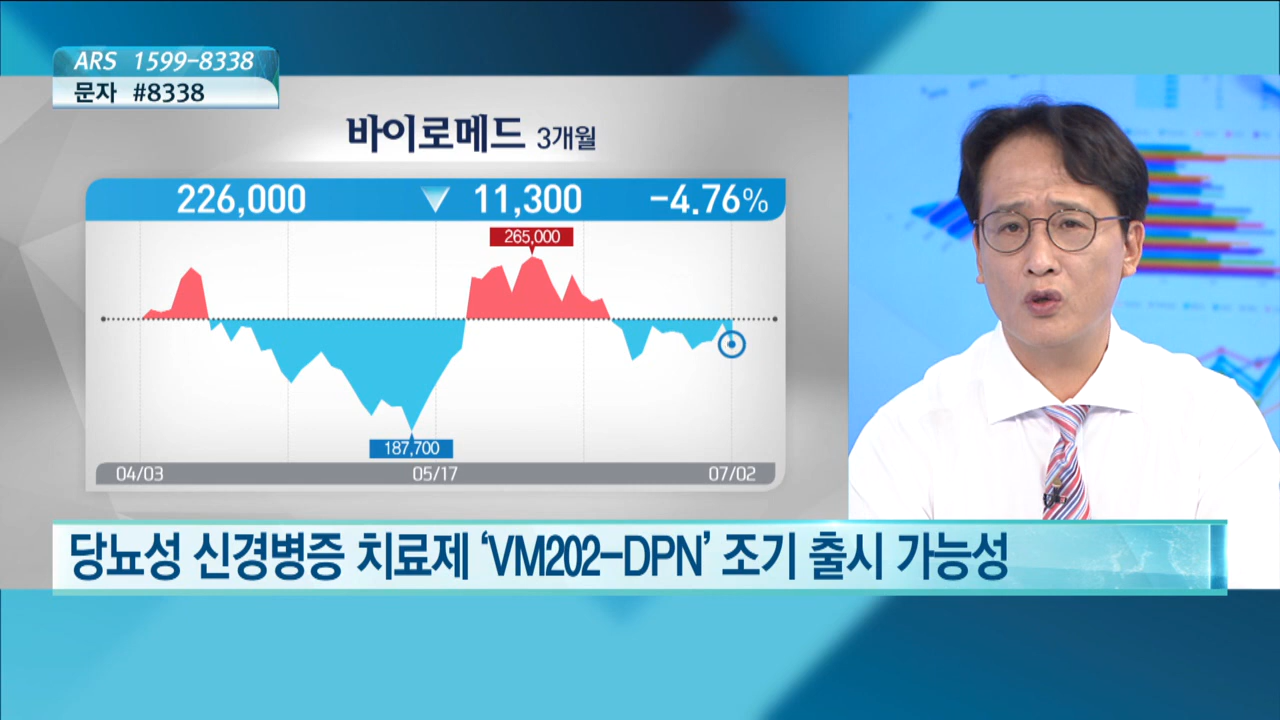 ARS 1599-8338
문자 #8338
바이로메드 3개월
226,000 ▼ 11,300 -4.76%
265,000
187,700
04/03 05/17 07/02
당뇨성 신경병증 치료제 ‘VM202-DPN’ 조기 출시 가능성